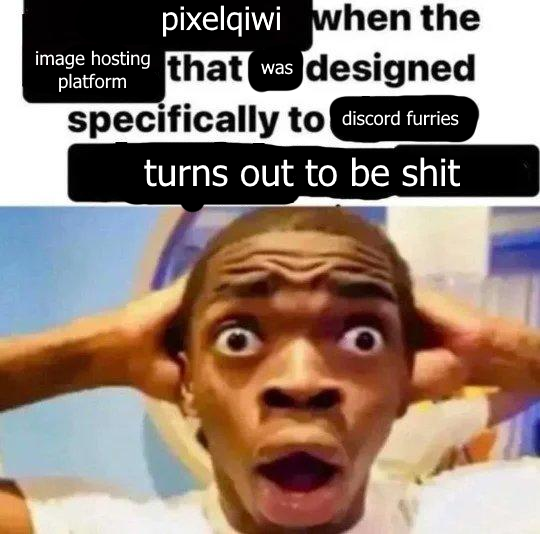 pixelqiwi when the
image hosting platform that was designed
specifically to discord furries
turns out to be shit